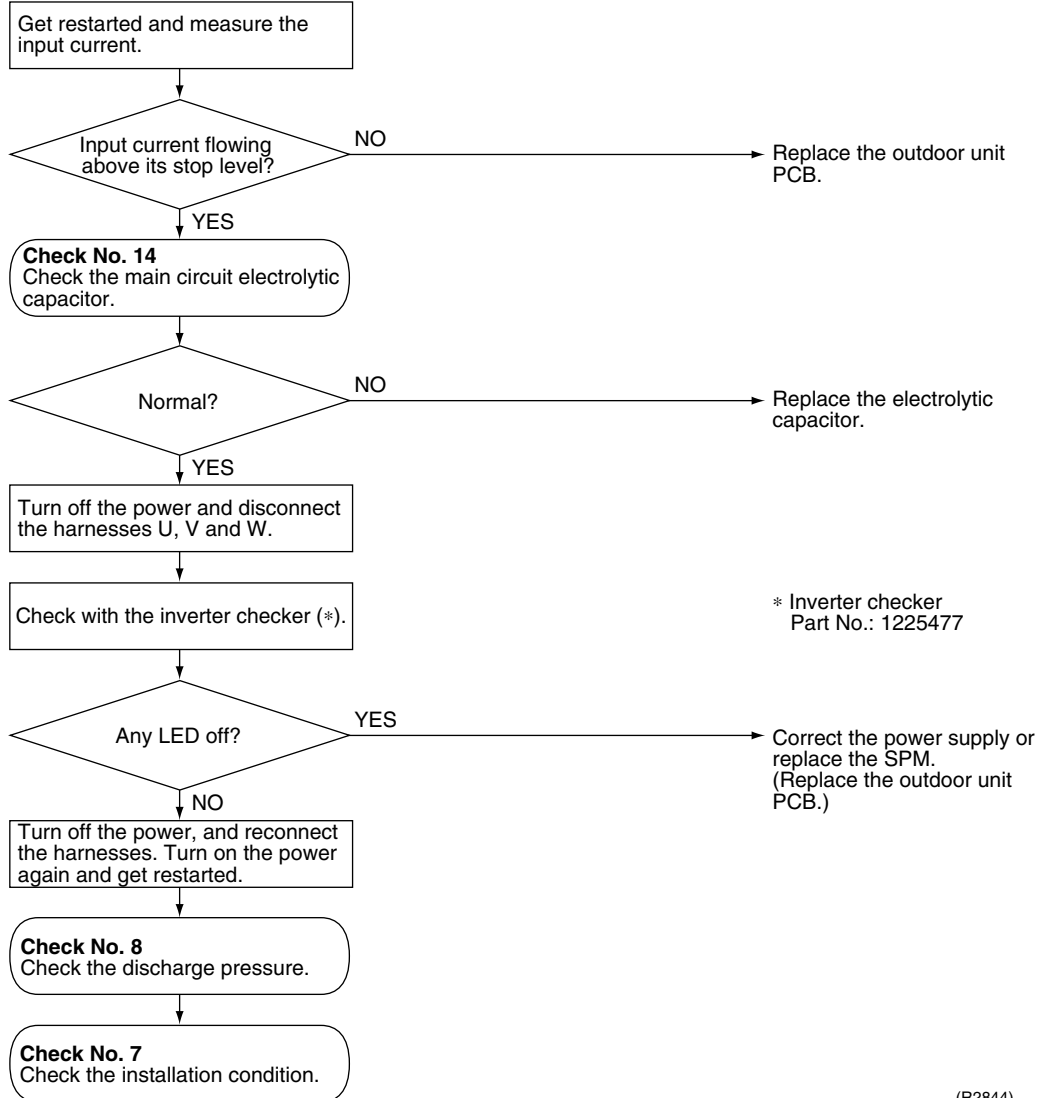 Get restarted and measure the
input current.
Input current flowing
above its stop level?
NO
Replace the outdoor unit
PCB.
YES
Check No. 14
Check the main circuit electrolytic
capacitor.
Normal?
NO
Replace the electrolytic
capacitor.
YES
Turn off the power and disconnect
the harnesses U, V and W.
Check with the inverter checker (*).
* Inverter checker
Part No.: 1225477
Any LED off?
YES
Correct the power supply or
replace the SPM.
(Replace the outdoor unit
PCB.)
NO
Turn off the power, and reconnect
the harnesses. Turn on the power
again and get restarted.
Check No. 8
Check the discharge pressure.
Check No. 7
Check the installation condition.
(R2844)